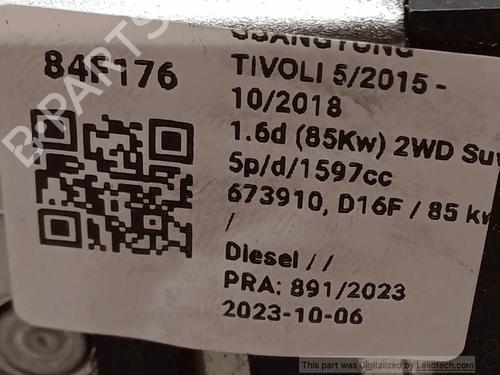 84F176
SSANGYONG
TIVOLI 5/2015 -
10/2018
1.6d (85Kw) 2WD Suv
5p/d/1597cc
673910, D16F / 85 kw
/
Diesel / /
PRA: 891/2023
2023-10-06
B-PARTS
This part was Digitalized by Lekotech.com